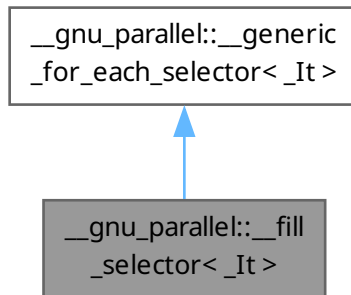 __gnu_parallel::__generic
_for_each_selector< _It >
__gnu_parallel::__fill
_selector< _It >